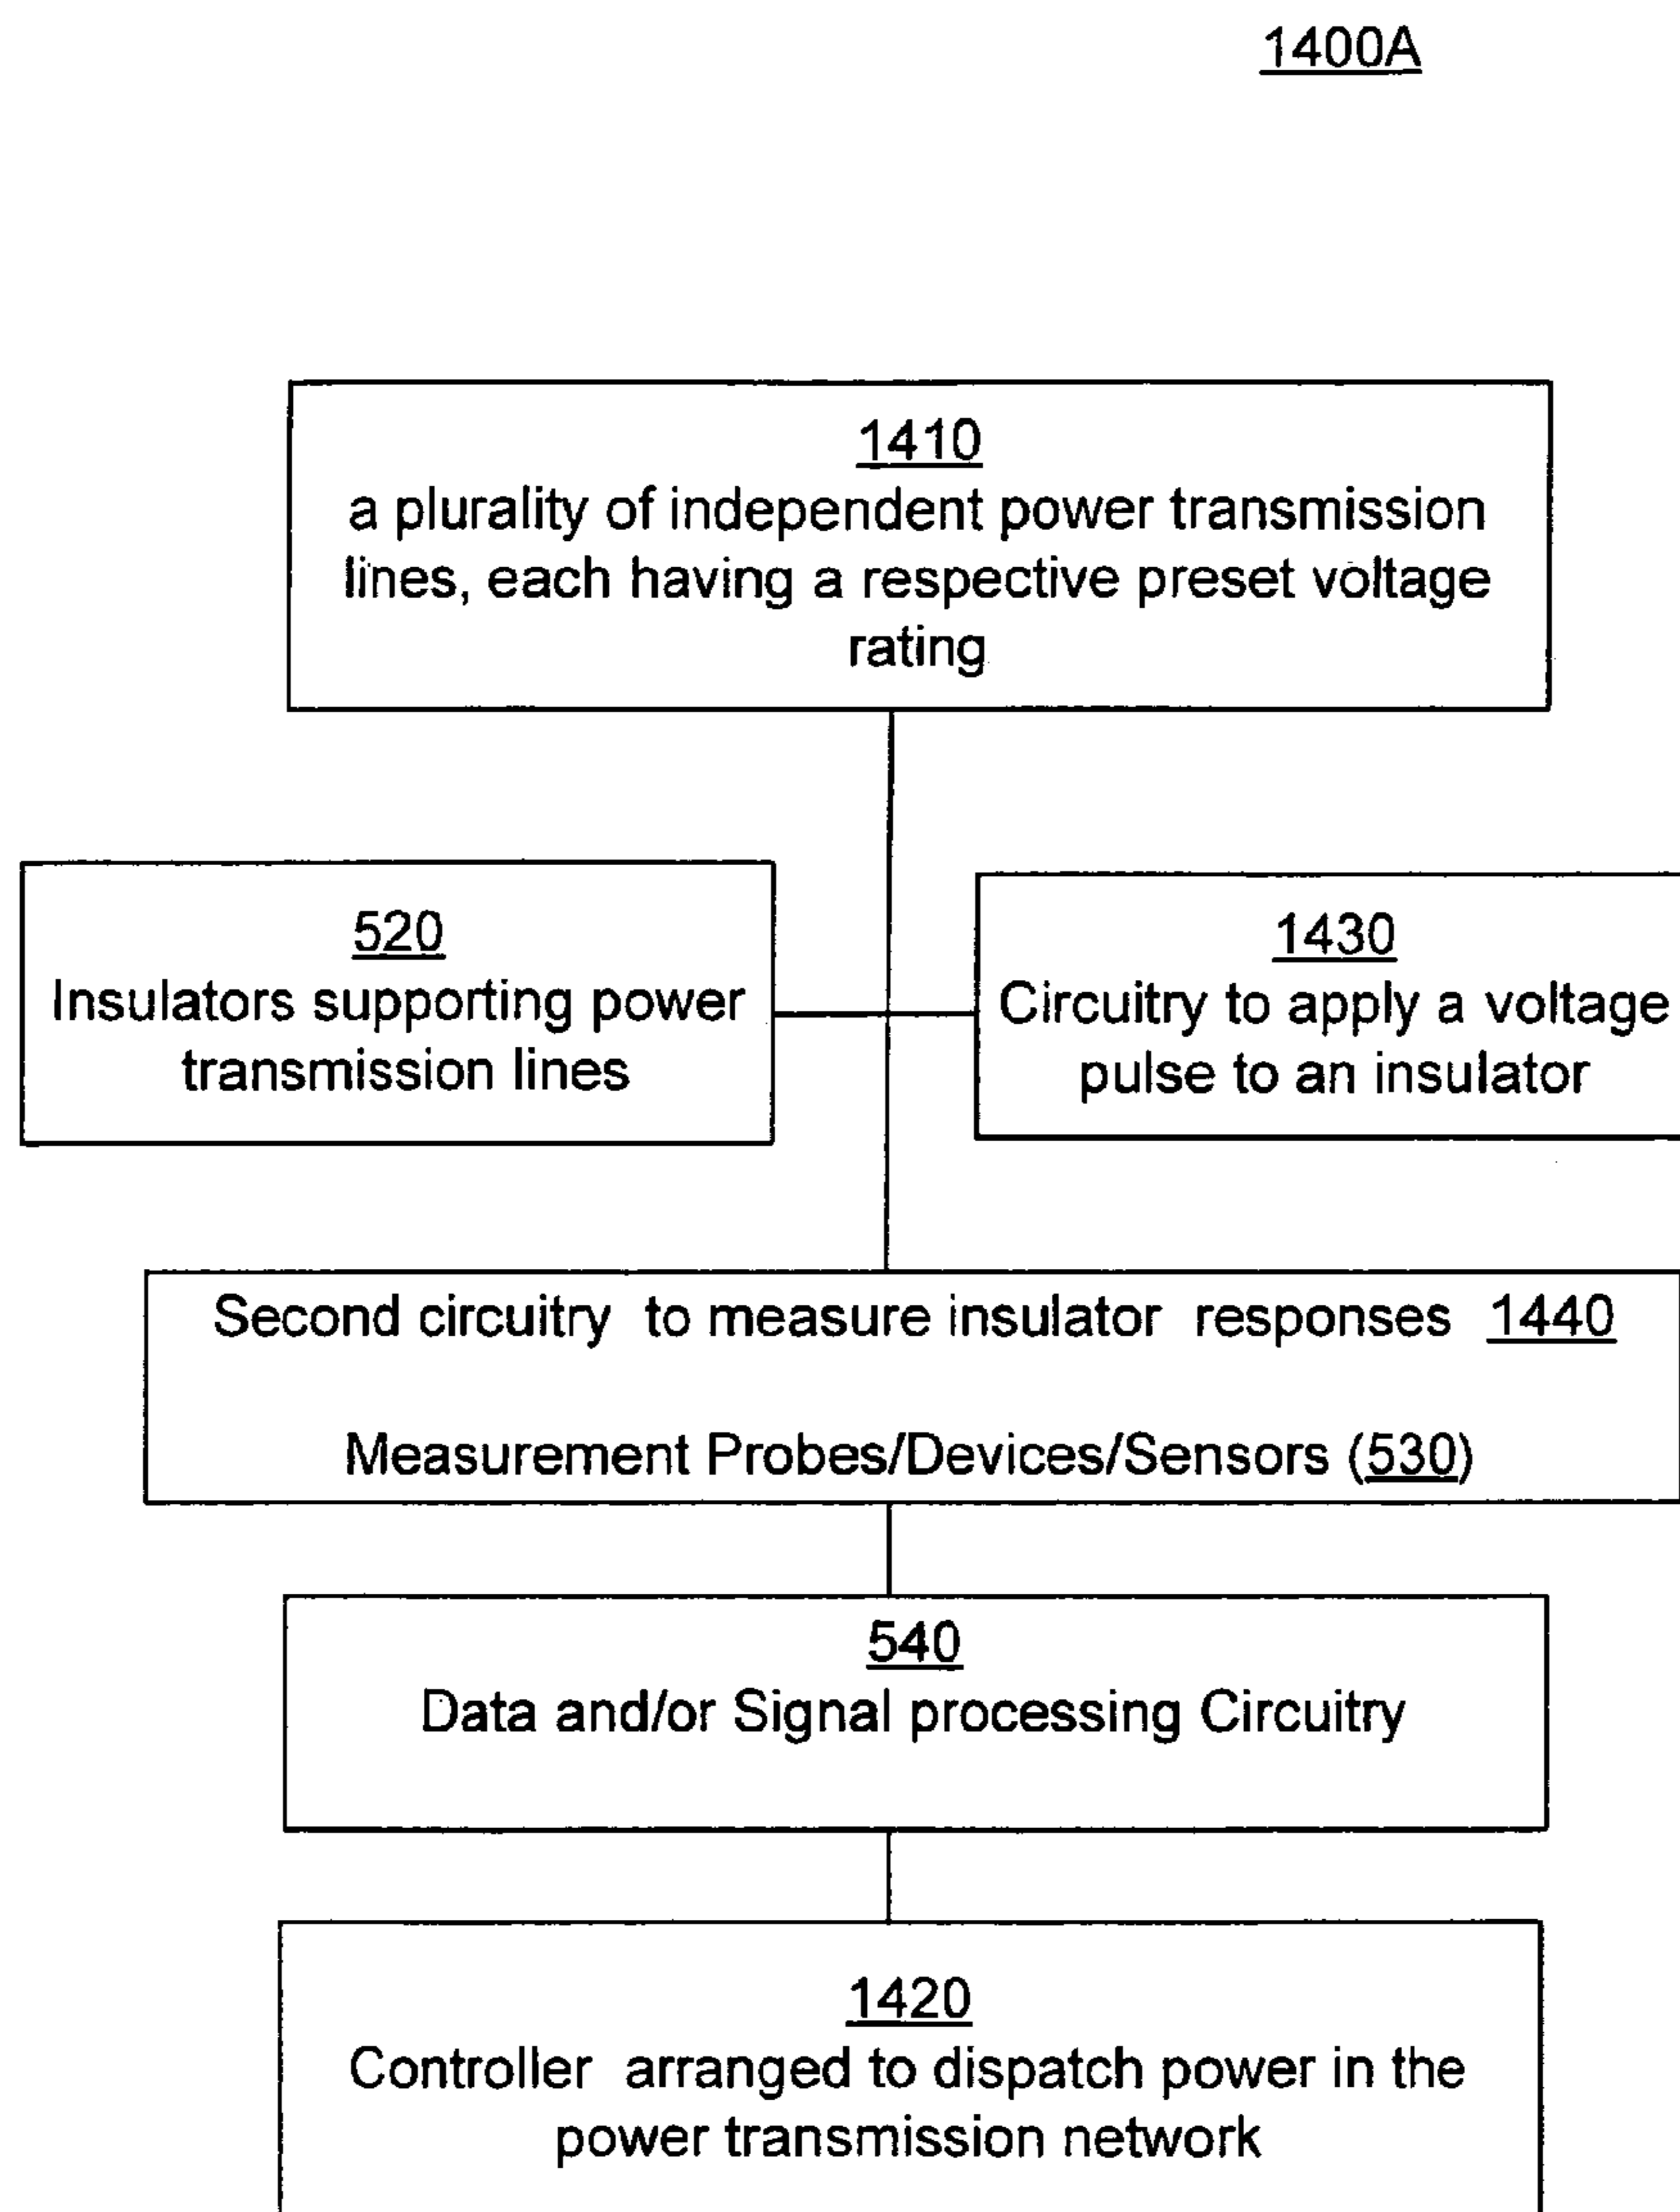 1400A
1410
a plurality of independent power transmission
lines, each having a respective preset voltage
rating
520
Insulators supporting power
transmission lines
1430
Circuitry to apply a voltage
pulse to an insulator
Second circuitry to measure insulator responses 1440
Measurement Probes/Devices/Sensors (530)
540
Data and/or Signal processing Circuitry
1420
Controller arranged to dispatch power in the
power transmission network